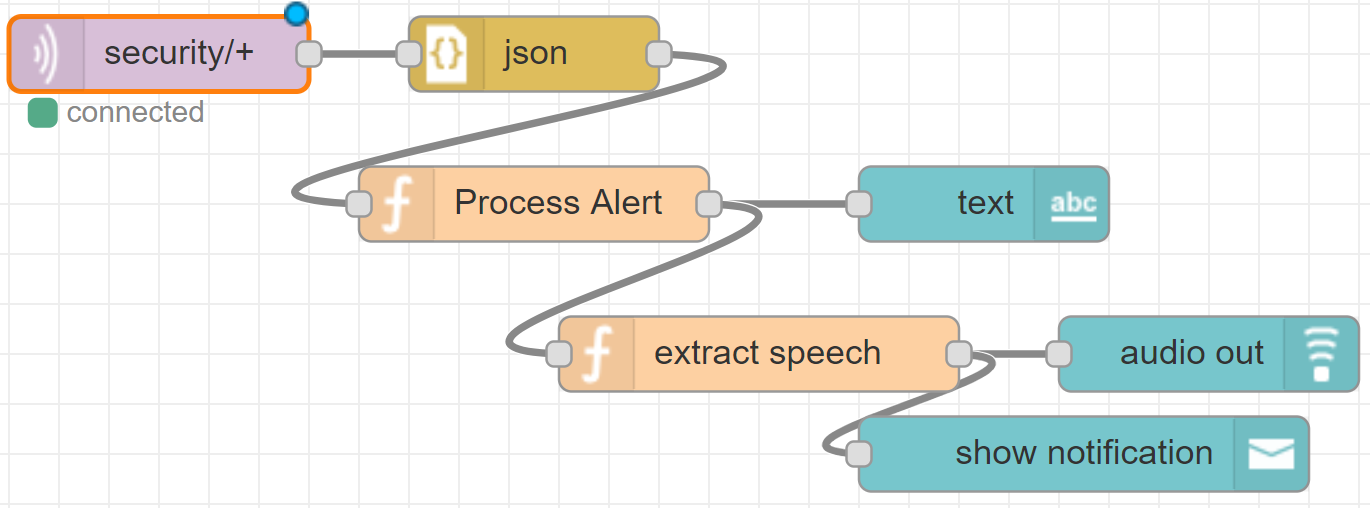 security/+
{} json
connected
Process Alert
text abc
extract speech
audio out
show notification